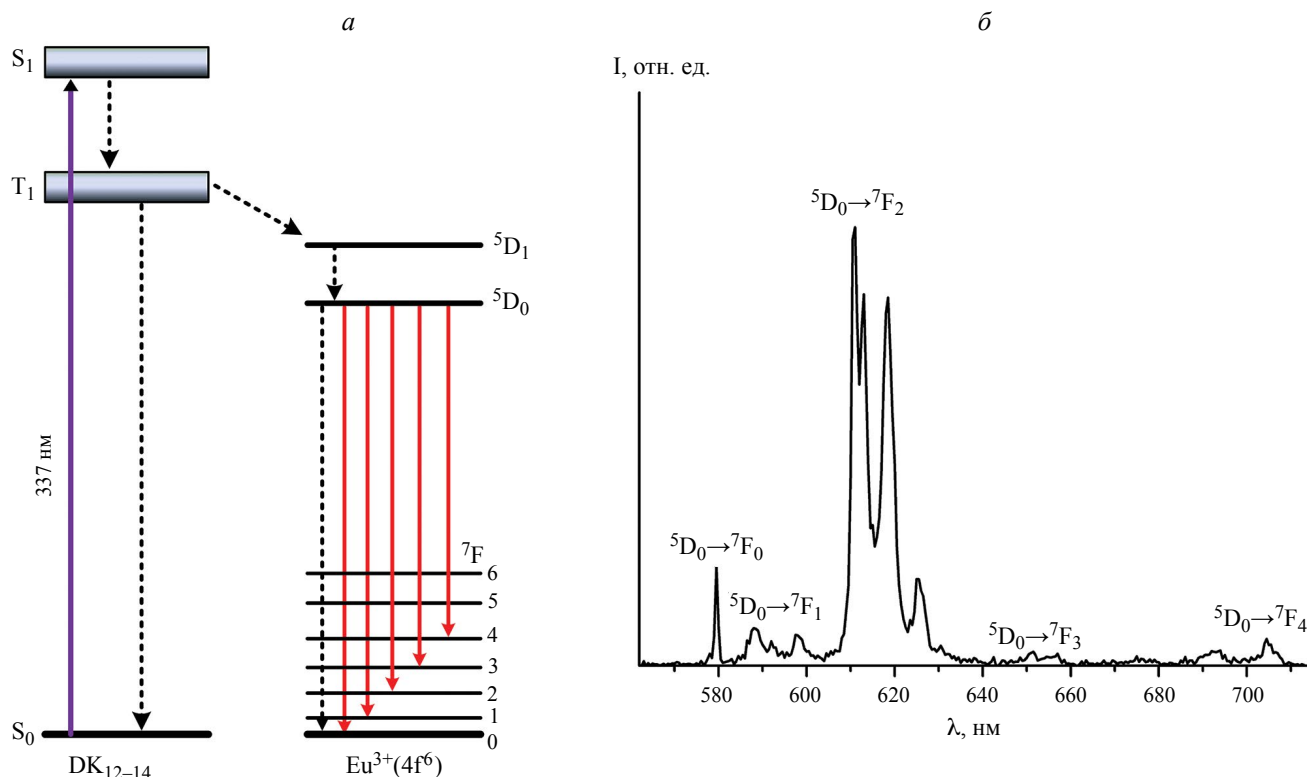 а
S₁
T₁
⁵D₁
⁵D₀
337 нм
⁷F
6
5
4
3
2
1
0
S₀
DK₁₂₋₁₄
Eu³⁺(4f⁶)
б
I, отн. ед.
⁵D₀→⁷F₂
⁵D₀→⁷F₀
⁵D₀→⁷F₁
⁵D₀→⁷F₃
⁵D₀→⁷F₄
580 600 620 640 660 680 700
λ, нм